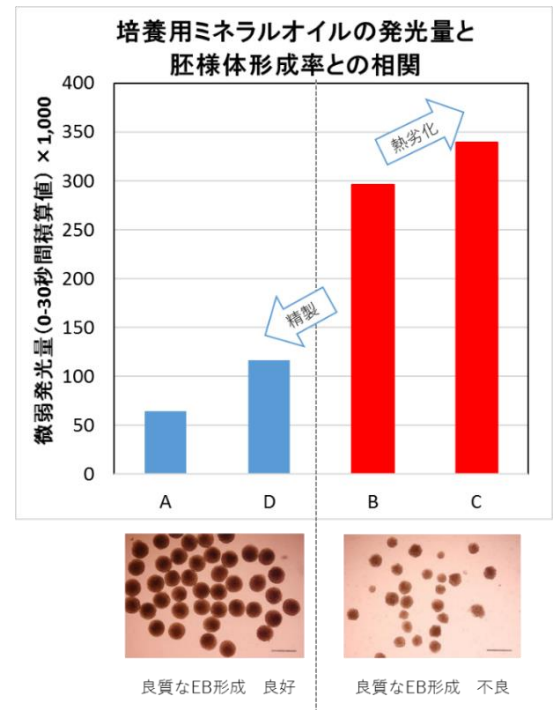 培養用ミネラルオイルの発光量と
胚様体形成率との相関
微弱発光量(0-30秒間積算値)×1,000
400
350
300
250
200
150
100
50
0
熱劣化
精製
A D B C
良質なEB形成 良好 良質なEB形成 不良